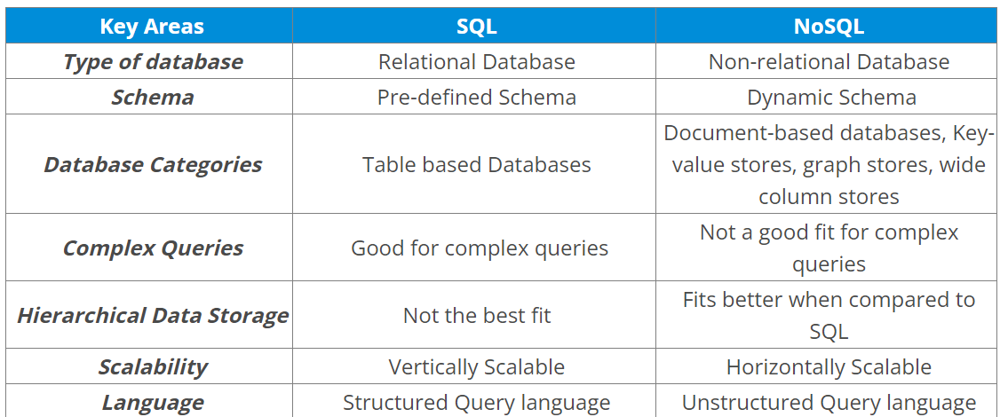 Key Areas SQL NoSQL
Type of database Relational Database Non-relational Database
Schema Pre-defined Schema Dynamic Schema
Database Categories Table based Databases Document-based databases, Key-
value stores, graph stores, wide
column stores
Complex Queries Good for complex queries Not a good fit for complex
queries
Hierarchical Data Storage Not the best fit Fits better when compared to
SQL
Scalability Vertically Scalable Horizontally Scalable
Language Structured Query language Unstructured Query language